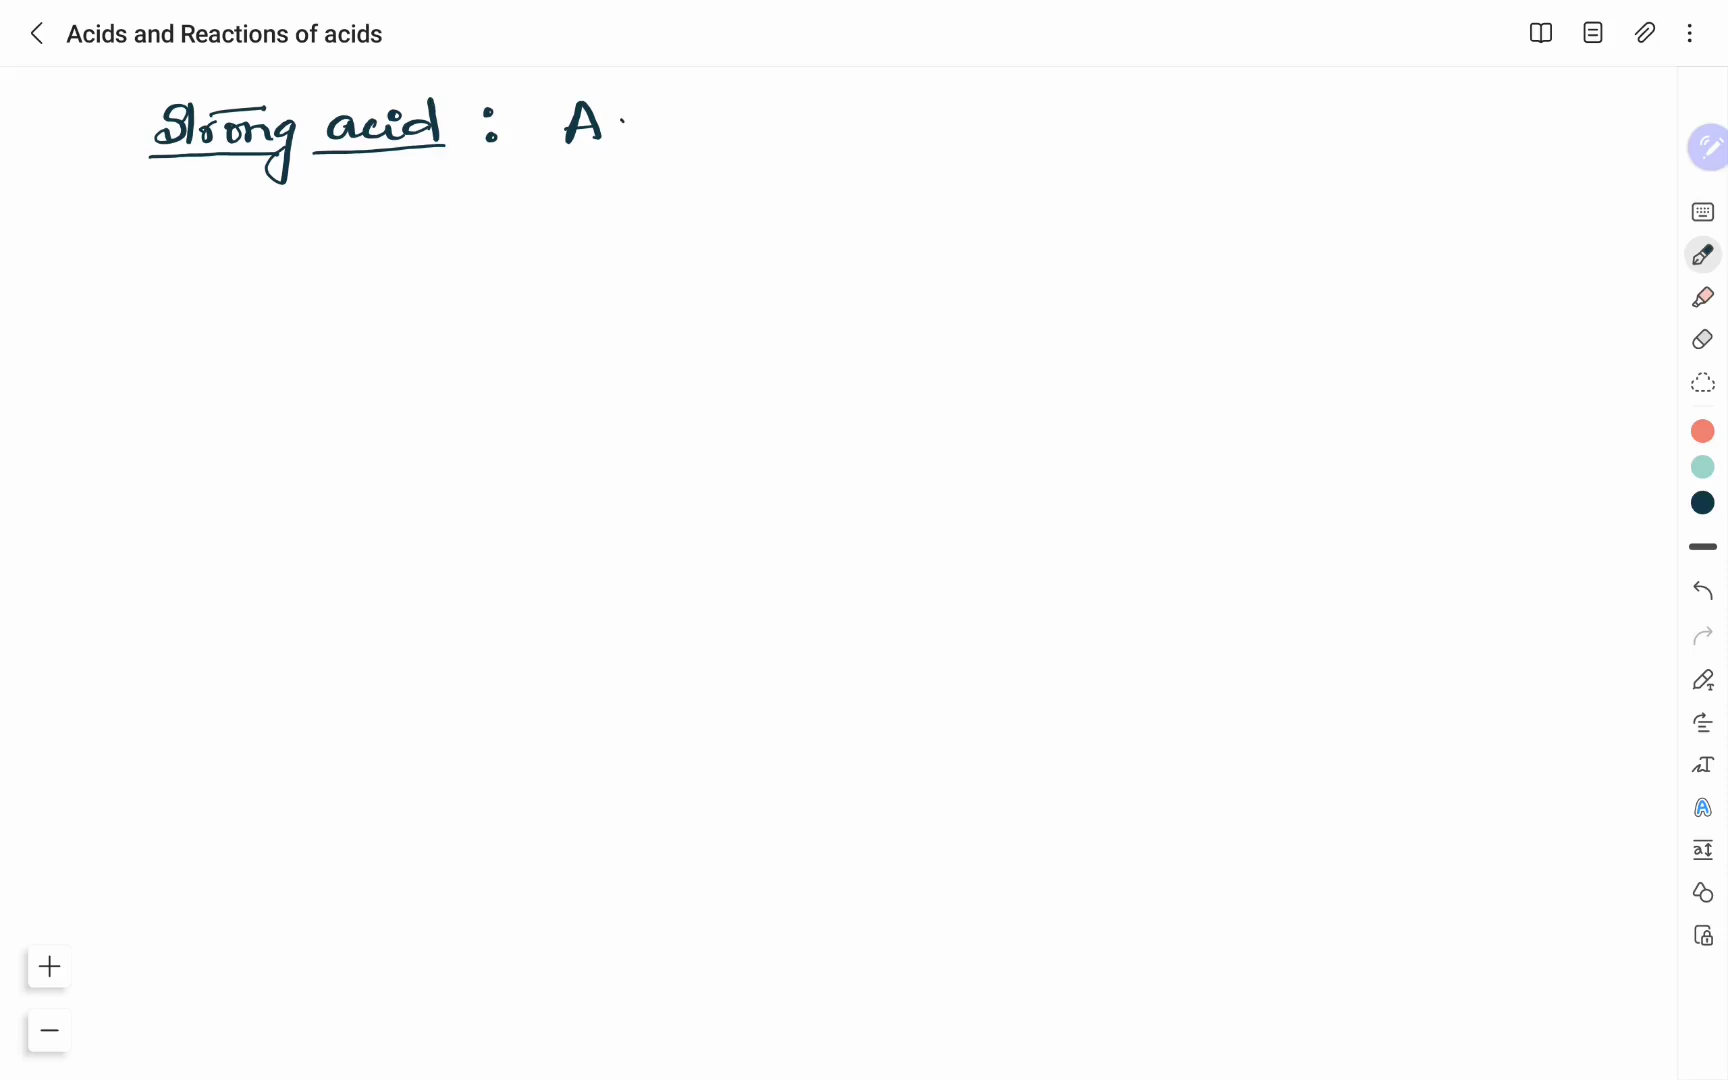 Acids and Reactions of acids
Strong acid : A